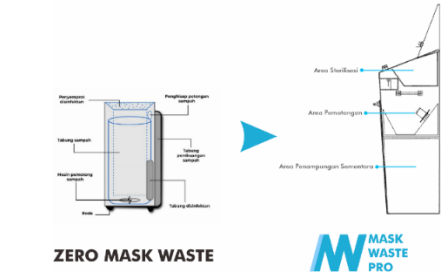 Penyemprot
disinfektan
Penghisap potongan
sampah
Tabung sampah
Tabung
pembuangan
sampah
Mesin pemotong
sampah
Roda
Tabung disinfektan
ZERO MASK WASTE
Area Sterilisasi
Area Pemotongan
Area Penampungan Sementara
MASK
WASTE
PRO